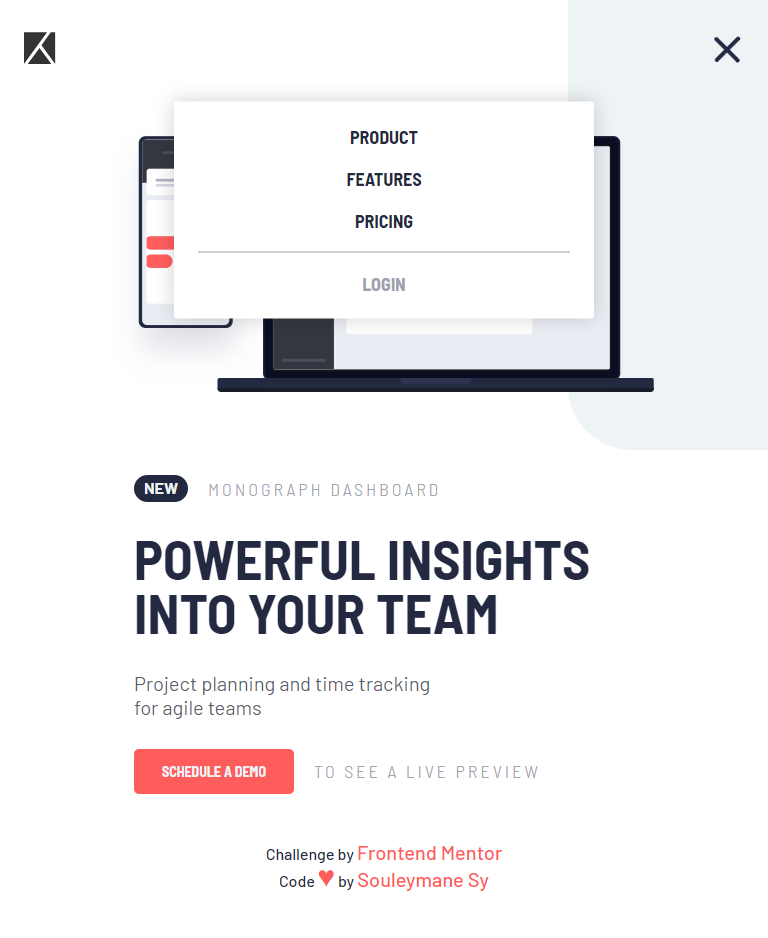 PRODUCT
FEATURES
PRICING
LOGIN
NEW MONOGRAPH DASHBOARD
POWERFUL INSIGHTS
INTO YOUR TEAM
Project planning and time tracking
for agile teams
SCHEDULE A DEMO TO SEE A LIVE PREVIEW
Challenge by Frontend Mentor
Code ♥ by Souleymane Sy